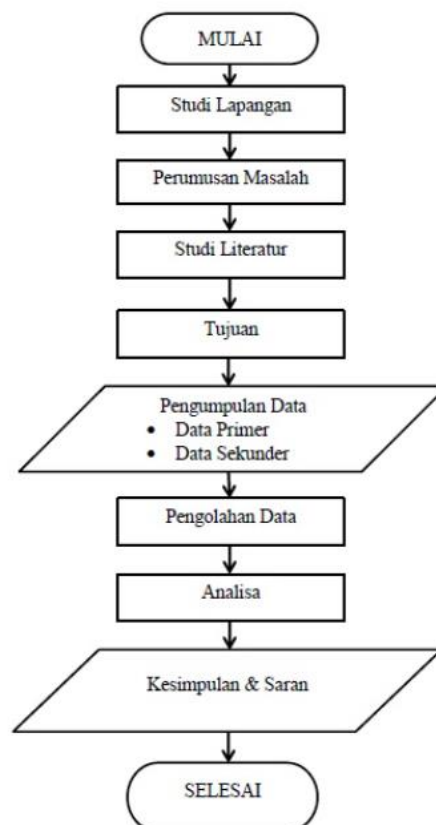 MULAI
Studi Lapangan
Perumusan Masalah
Studi Literatur
Tujuan
Pengumpulan Data
• Data Primer
• Data Sekunder
Pengolahan Data
Analisa
Kesimpulan & Saran
SELESAI